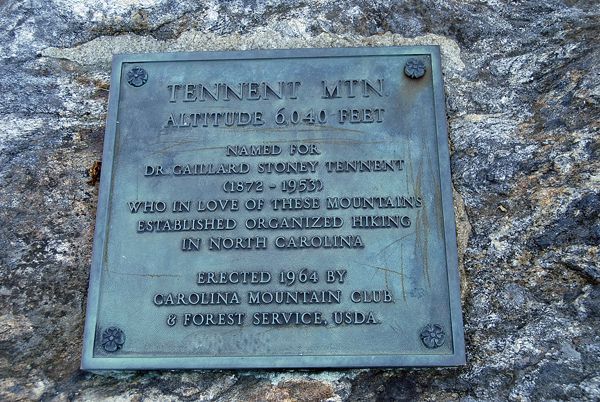 TENNENT MTN.
ALTITUDE 6,040 FEET
NAMED FOR
DR. GAILLARD STONEY TENNENT
(1872 - 1953)
WHO IN LOVE OF THESE MOUNTAINS
ESTABLISHED ORGANIZED HIKING
IN NORTH CAROLINA
ERECTED 1964 BY
CAROLINA MOUNTAIN CLUB
& FOREST SERVICE, USDA.